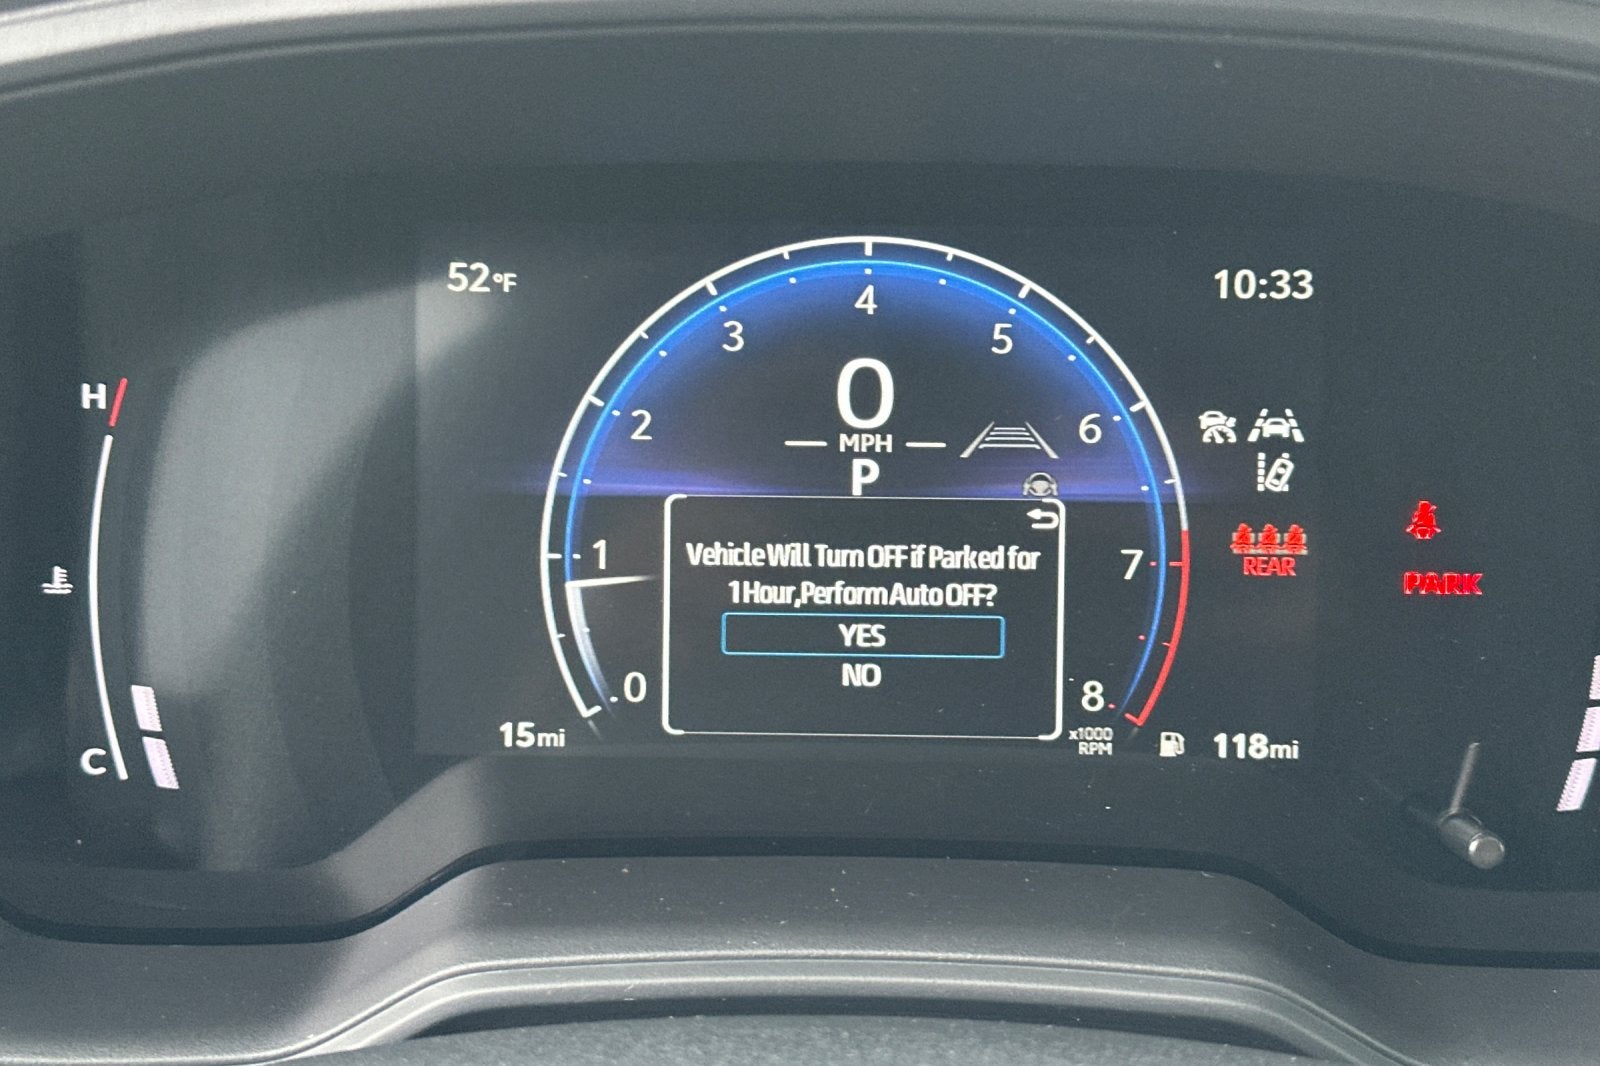 52°F
10:33
H
C
4
3
5
2
6
1
7
0
8
0
MPH
P
Vehicle Will Turn OFF if Parked for
1 Hour,Perform Auto OFF?
YES
NO
REAR
PARK
15mi
x1000
RPM
118mi